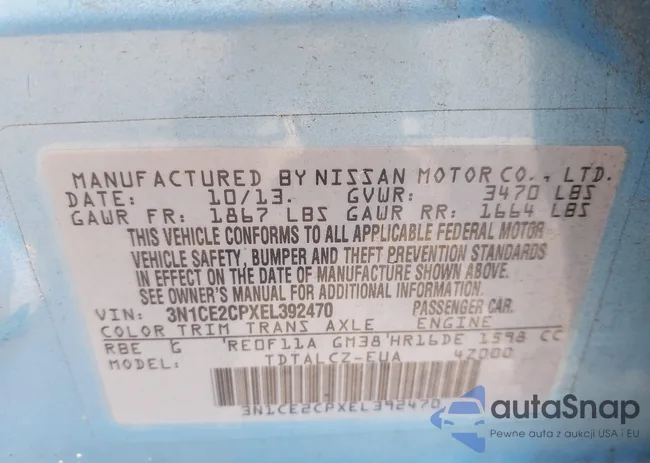 MANUFACTURED BY NISSAN MOTOR CO., LTD.
DATE: 10/13. GVWR: 3470 LBS
GAWR FR: 1867 LBS GAWR RR: 1664 LBS
THIS VEHICLE CONFORMS TO ALL APPLICABLE FEDERAL MOTOR
VEHICLE SAFETY, BUMPER AND THEFT PREVENTION STANDARDS
IN EFFECT ON THE DATE OF MANUFACTURE SHOWN ABOVE.
SEE OWNER'S MANUAL FOR ADDITIONAL INFORMATION.
VIN: 3N1CE2CPXEL392470 PASSENGER CAR.
COLOR TRIM TRANS AXLE ENGINE
RBE G RE0F11A GM38 HR16DE 1598 CC
MODEL: TDTALCZ-EUA 4Z000
3N1CE2CPXEL392470
autoSnap
Pewne auta z aukcji USA i EU